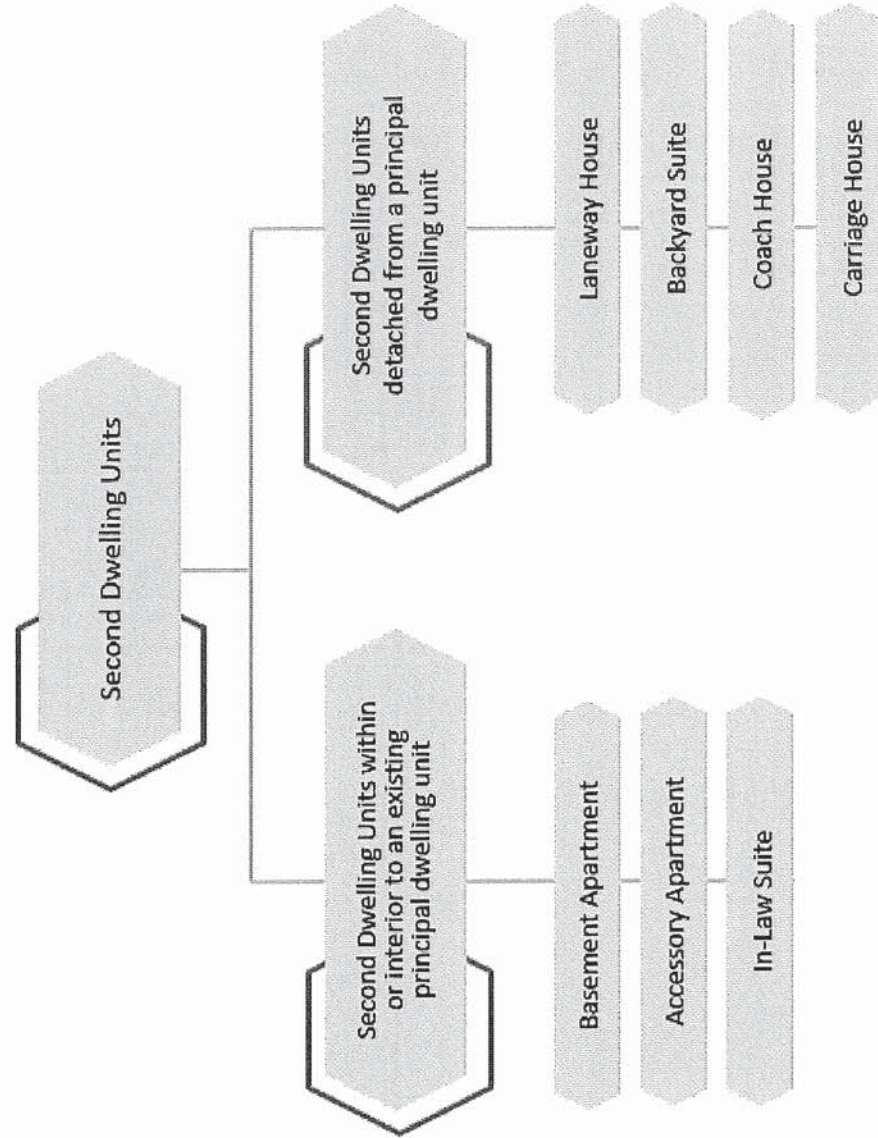 Second Dwelling Units
Second Dwelling Units within
or interior to an existing
principal dwelling unit
Basement Apartment
Accessory Apartment
In-Law Suite
Second Dwelling Units
detached from a principal
dwelling unit
Laneway House
Backyard Suite
Coach House
Carriage House